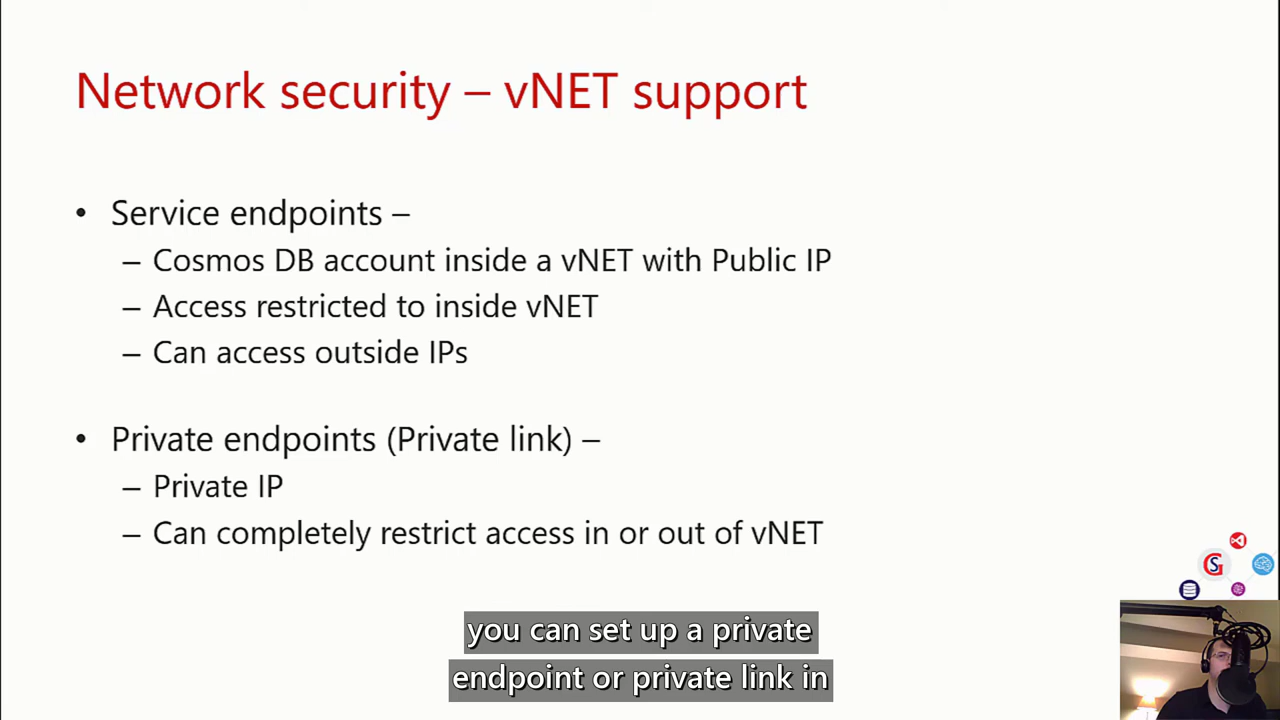 Network security – vNET support
• Service endpoints –
– Cosmos DB account inside a vNET with Public IP
– Access restricted to inside vNET
– Can access outside IPs
• Private endpoints (Private link) –
– Private IP
– Can completely restrict access in or out of vNET
SG
you can set up a private
endpoint or private link in